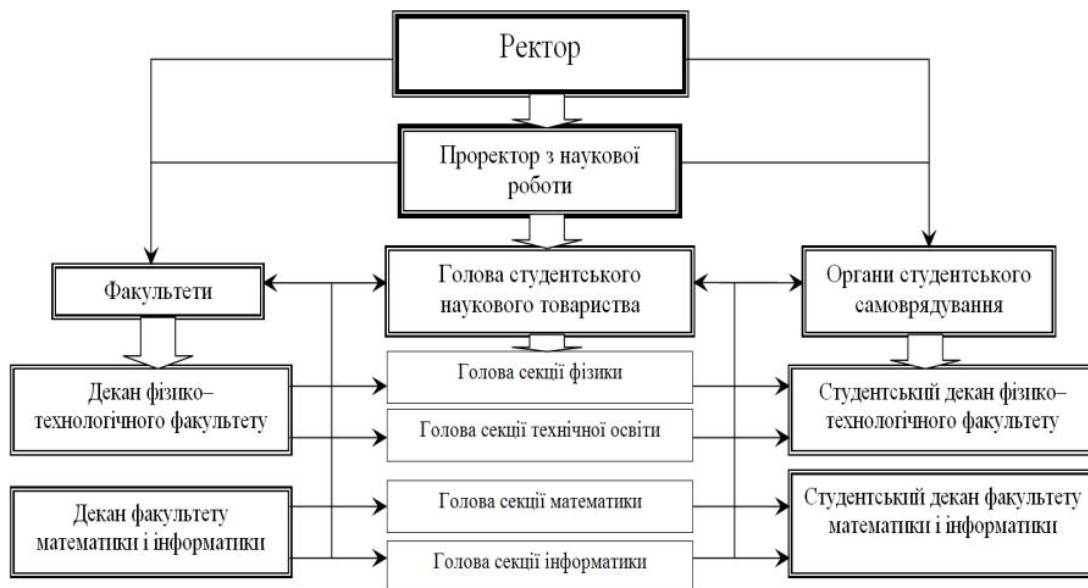 Ректор
Проректор з наукової
роботи
Факультети
Голова студентського
наукового товариства
Органи студентського
самоврядування
Декан фізико–
технологічного факультету
Голова секції фізики
Голова секції технічної освіти
Студентський декан фізико–
технологічного факультету
Декан факультету
математики і інформатики
Голова секції математики
Голова секції інформатики
Студентський декан факультету
математики і інформатики